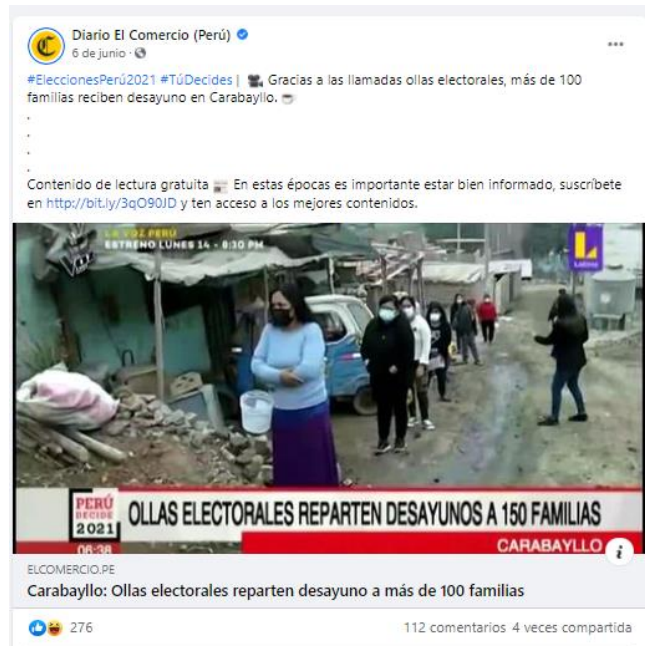 Diario El Comercio (Perú)
6 de junio ·
#EleccionesPerú2021 #TúDecides | Gracias a las llamadas ollas electorales, más de 100
familias reciben desayuno en Carabayllo.
.
.
.
.
Contenido de lectura gratuita En estas épocas es importante estar bien informado, suscríbete
en http://bit.ly/3qO90JD y ten acceso a los mejores contenidos.
LA VOZ PERÚ
ESTRENO LUNES 14 - 8:30 PM
La Voz
L
LATINA
PERÚ
DECIDE
2021
OLLAS ELECTORALES REPARTEN DESAYUNOS A 150 FAMILIAS
06:38
CARABAYLLO
i
ELCOMERCIO.PE
Carabayllo: Ollas electorales reparten desayuno a más de 100 familias
276
112 comentarios 4 veces compartida